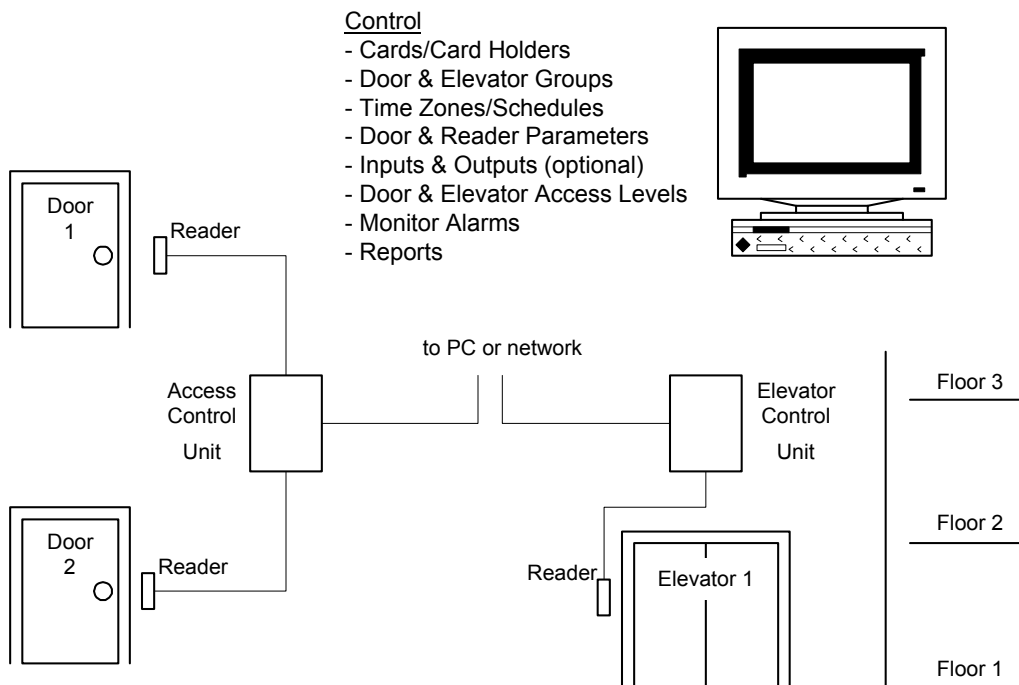 Control
- Cards/Card Holders
- Door & Elevator Groups
- Time Zones/Schedules
- Door & Reader Parameters
- Inputs & Outputs (optional)
- Door & Elevator Access Levels
- Monitor Alarms
- Reports
Door
1
Reader
to PC or network
Access
Control
Unit
Elevator
Control
Unit
Floor 3
Door
2
Reader
Reader
Elevator 1
Floor 2
Floor 1